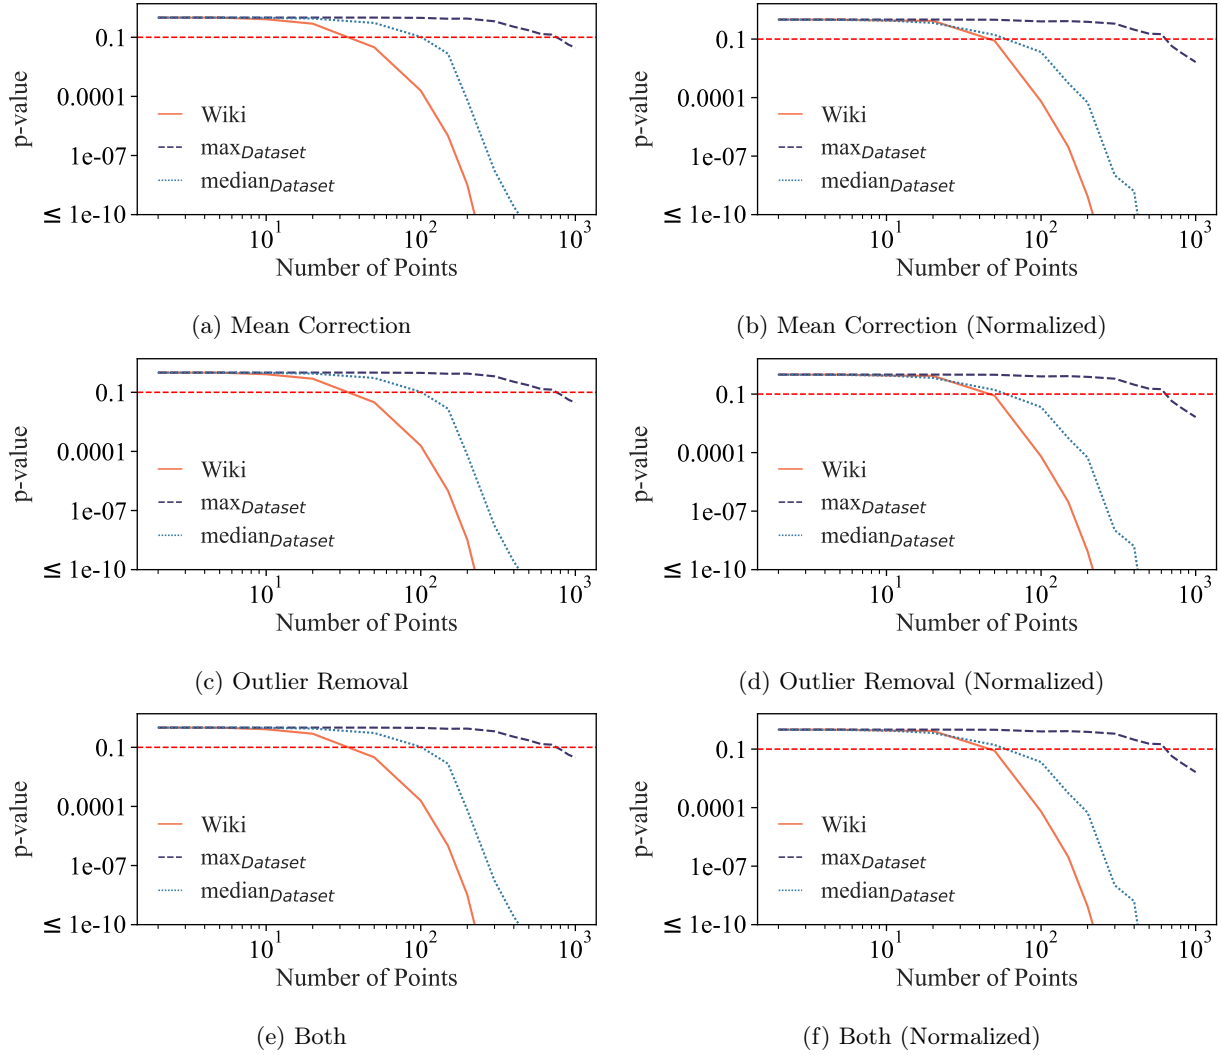 p-value
0.1
0.0001
1e-07
≤ 1e-10
Wiki
max_Dataset
median_Dataset
10^1
10^2
10^3
Number of Points
(a) Mean Correction
p-value
0.1
0.0001
1e-07
≤ 1e-10
Wiki
max_Dataset
median_Dataset
10^1
10^2
10^3
Number of Points
(b) Mean Correction (Normalized)
p-value
0.1
0.0001
1e-07
≤ 1e-10
Wiki
max_Dataset
median_Dataset
10^1
10^2
10^3
Number of Points
(c) Outlier Removal
p-value
0.1
0.0001
1e-07
≤ 1e-10
Wiki
max_Dataset
median_Dataset
10^1
10^2
10^3
Number of Points
(d) Outlier Removal (Normalized)
p-value
0.1
0.0001
1e-07
≤ 1e-10
Wiki
max_Dataset
median_Dataset
10^1
10^2
10^3
Number of Points
(e) Both
p-value
0.1
0.0001
1e-07
≤ 1e-10
Wiki
max_Dataset
median_Dataset
10^1
10^2
10^3
Number of Points
(f) Both (Normalized)